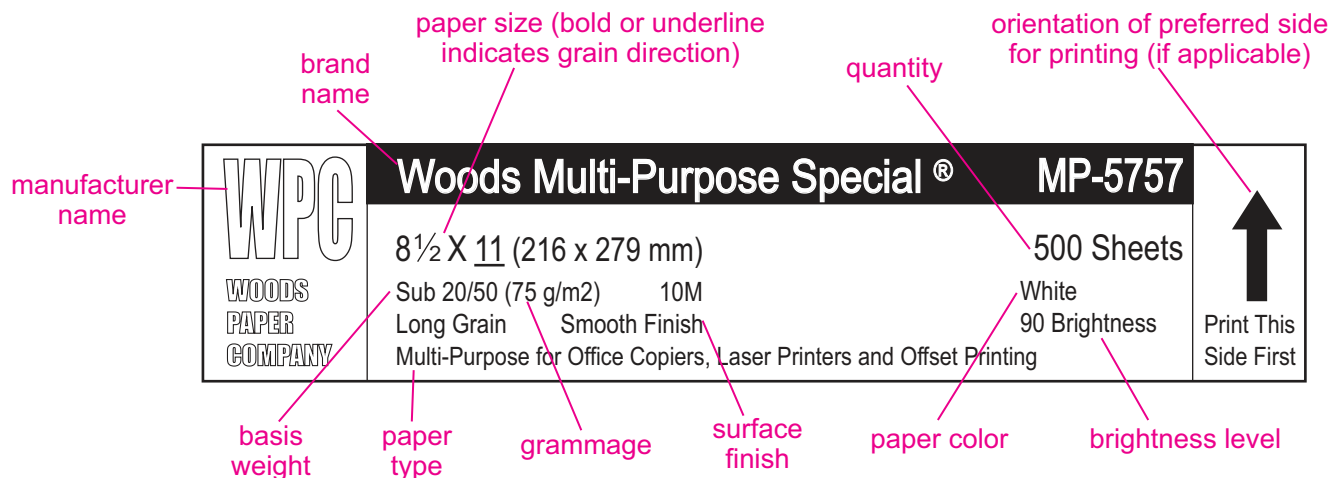 paper size (bold or underline
indicates grain direction)
orientation of preferred side
for printing (if applicable)
brand
name
quantity
manufacturer
name
WPC
WOODS
PAPER
COMPANY
Woods Multi-Purpose Special ® MP-5757
8½ X 11 (216 x 279 mm) 500 Sheets
Sub 20/50 (75 g/m2) 10M White
Long Grain Smooth Finish 90 Brightness
Multi-Purpose for Office Copiers, Laser Printers and Offset Printing
Print This
Side First
basis
weight
paper
type
grammage
surface
finish
paper color
brightness level